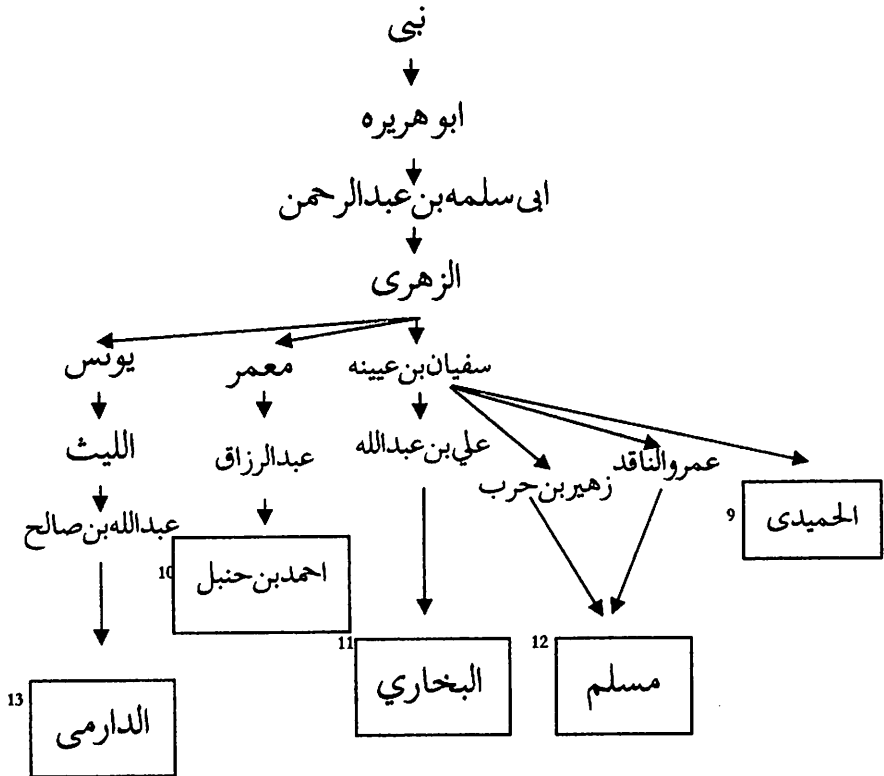 نبی
ابو هریره
ابی سلمه بن عبدالرحمن
الزهری
سفیان بن عیینه
معمر
یونس
عمرو الناقد
زهیر بن حرب
علي بن عبدالله
عبدالرزاق
الليث
9 الحمیدی
عبدالله بن صالح
10 احمد بن حنبل
12 مسلم
11 البخاري
13 الدارمی